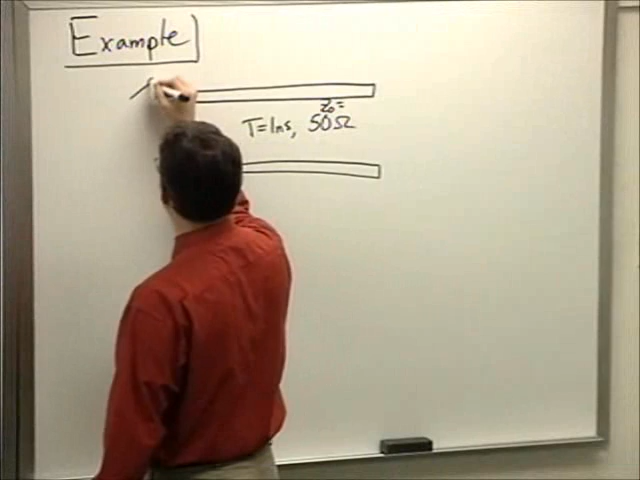 Example
Z₀=
T=1ns, 50Ω